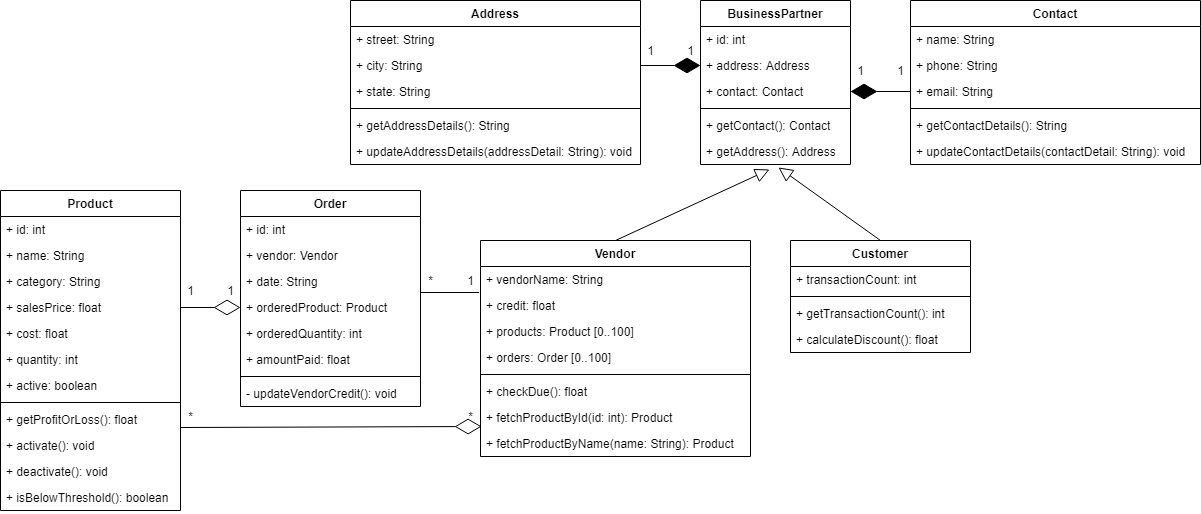 Address
+ street: String
+ city: String
+ state: String
+ getAddressDetails(): String
+ updateAddressDetails(addressDetail: String): void
1
1
BusinessPartner
+ id: int
+ address: Address
+ contact: Contact
+ getContact(): Contact
+ getAddress(): Address
1
1
Contact
+ name: String
+ phone: String
+ email: String
+ getContactDetails(): String
+ updateContactDetails(contactDetail: String): void
Product
+ id: int
+ name: String
+ category: String
+ salesPrice: float
+ cost: float
+ quantity: int
+ active: boolean
+ getProfitOrLoss(): float
+ activate(): void
+ deactivate(): void
+ isBelowThreshold(): boolean
1
1
Order
+ id: int
+ vendor: Vendor
+ date: String
+ orderedProduct: Product
+ orderedQuantity: int
+ amountPaid: float
- updateVendorCredit(): void
*
1
*
*
Vendor
+ vendorName: String
+ credit: float
+ products: Product [0..100]
+ orders: Order [0..100]
+ checkDue(): float
+ fetchProductById(id: int): Product
+ fetchProductByName(name: String): Product
Customer
+ transactionCount: int
+ getTransactionCount(): int
+ calculateDiscount(): float